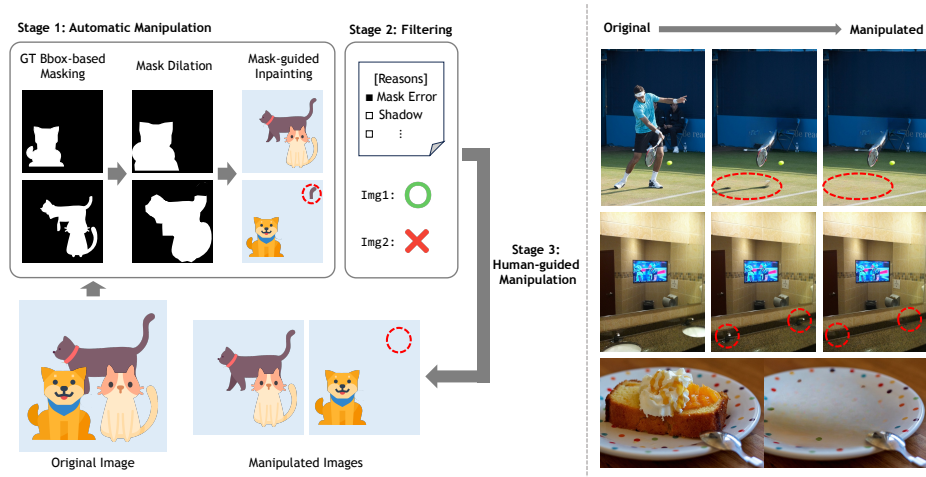 Stage 1: Automatic Manipulation
GT Bbox-based
Masking
Mask Dilation
Mask-guided
Inpainting
Stage 2: Filtering
[Reasons]
■ Mask Error
□ Shadow
□ ⋮
Img1:
Img2:
Stage 3:
Human-guided
Manipulation
Original Image
Manipulated Images
Original
Manipulated